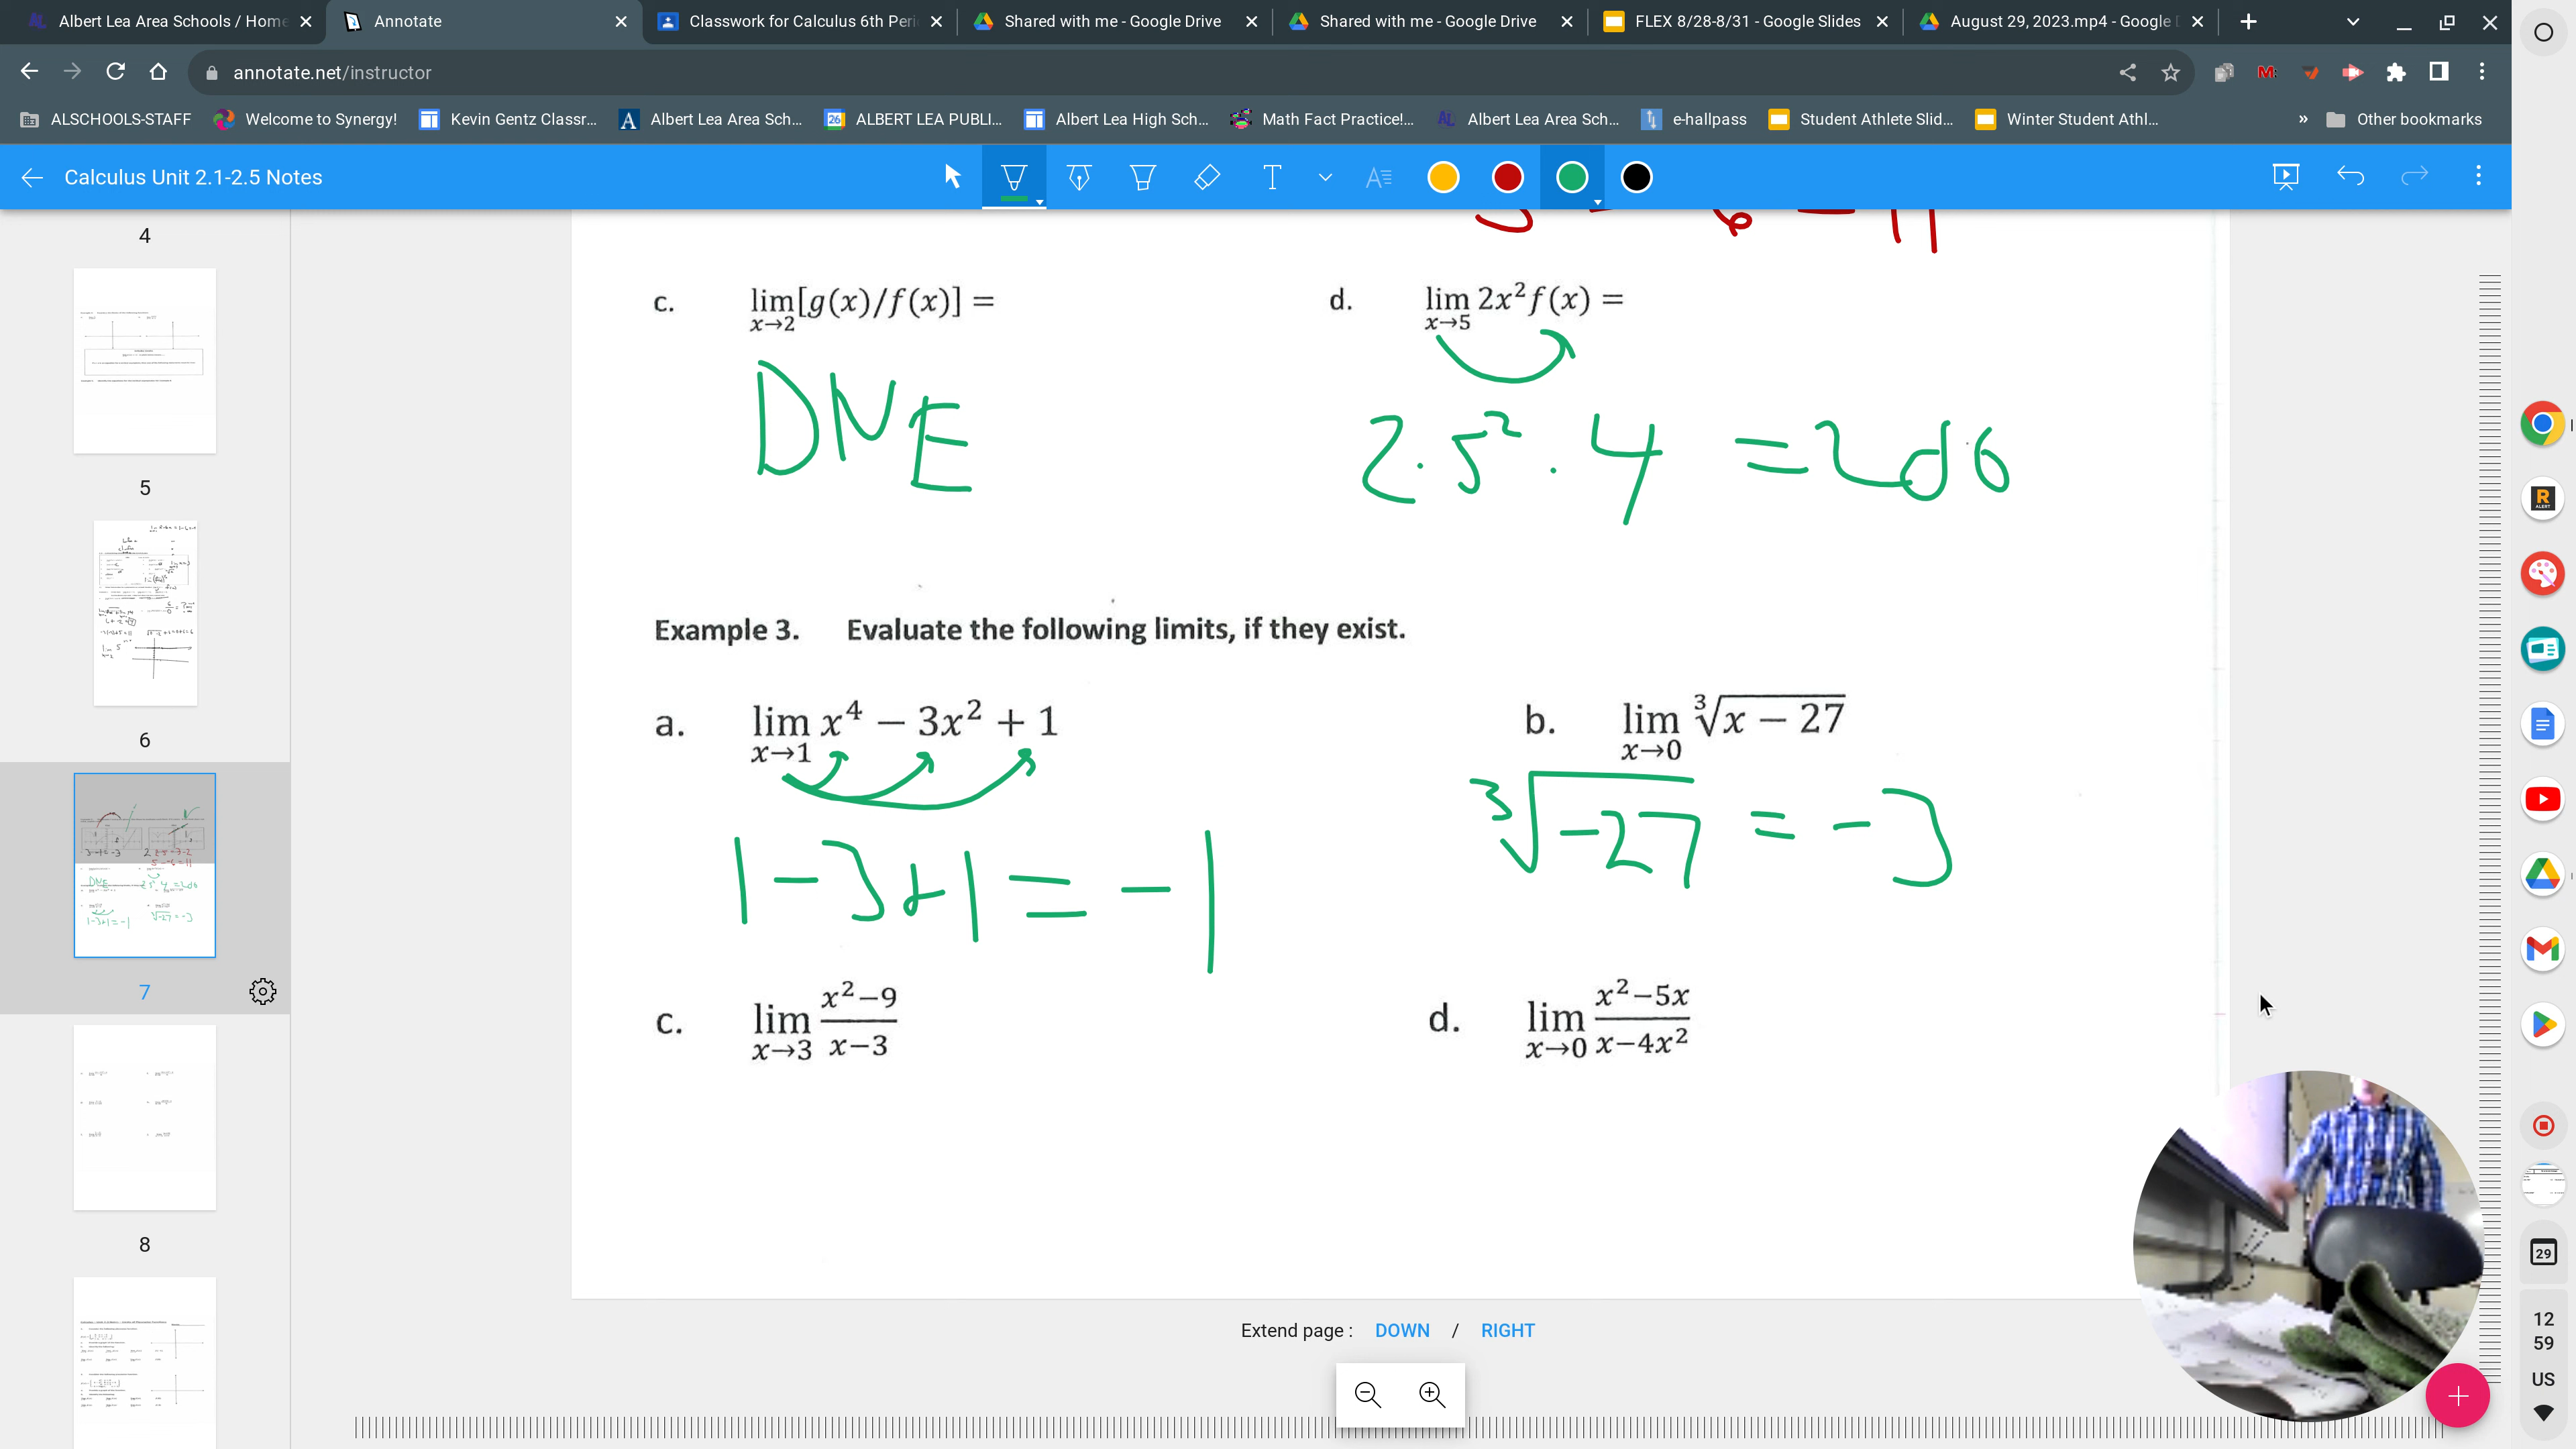 Albert Lea Area Schools / Home
Annotate
Classwork for Calculus 6th Peri
Shared with me - Google Drive
Shared with me - Google Drive
FLEX 8/28-8/31 - Google Slides
August 29, 2023.mp4 - Google D
annotate.net/instructor
ALSCHOOLS-STAFF
Welcome to Synergy!
Kevin Gentz Classr...
Albert Lea Area Sch...
ALBERT LEA PUBLI...
Albert Lea High Sch...
Math Fact Practice!...
Albert Lea Area Sch...
e-hallpass
Student Athlete Slid...
Winter Student Athl...
» Other bookmarks
Calculus Unit 2.1-2.5 Notes
4
5
6
7
8
c. lim x→2 [g(x)/f(x)] =
d. lim x→5 2x² f(x) =
DNE
2·5²·4 = 200
Example 3. Evaluate the following limits, if they exist.
a. lim x→1 x⁴ − 3x² + 1
b. lim x→0 ∛(x − 27)
1 − 3 + 1 = −1
∛−27 = −3
c. lim x→3 (x²−9)/(x−3)
d. lim x→0 (x²−5x)/(x−4x²)
Extend page : DOWN / RIGHT
R
ALERT
29
12
59
US